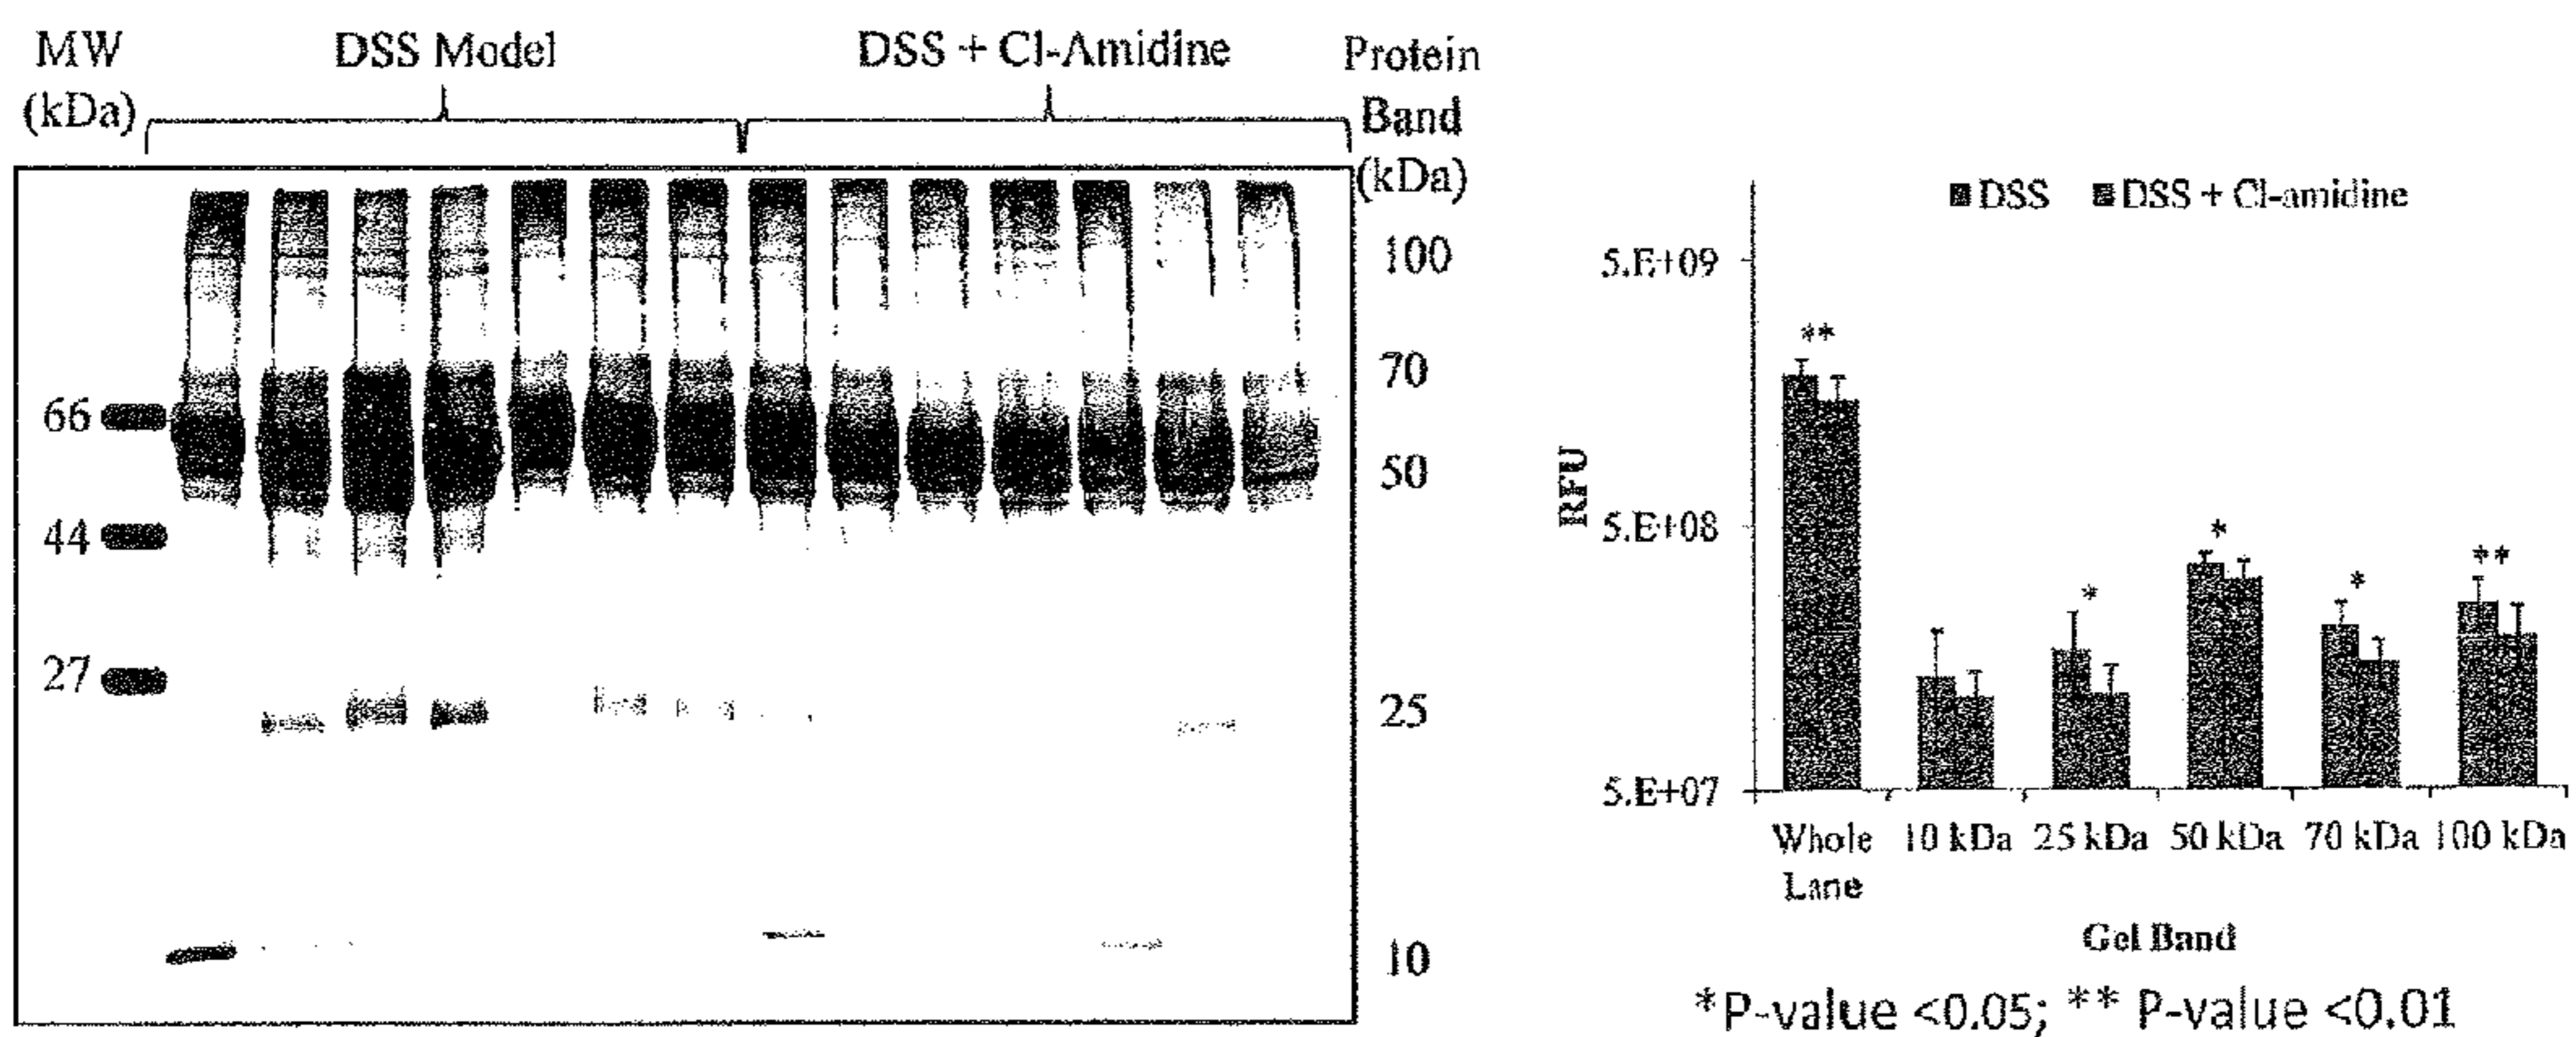 MW
(kDa)
DSS Model
DSS + Cl-Amidine
Protein
Band
(kDa)
100
70
50
25
10
66
44
27
DSS
DSS + Cl-amidine
RFU
5.E+09
5.E+08
5.E+07
**
*
*
*
**
Whole
Lane
10 kDa
25 kDa
50 kDa
70 kDa
100 kDa
Gel Band
*P-value <0.05; ** P-value <0.01